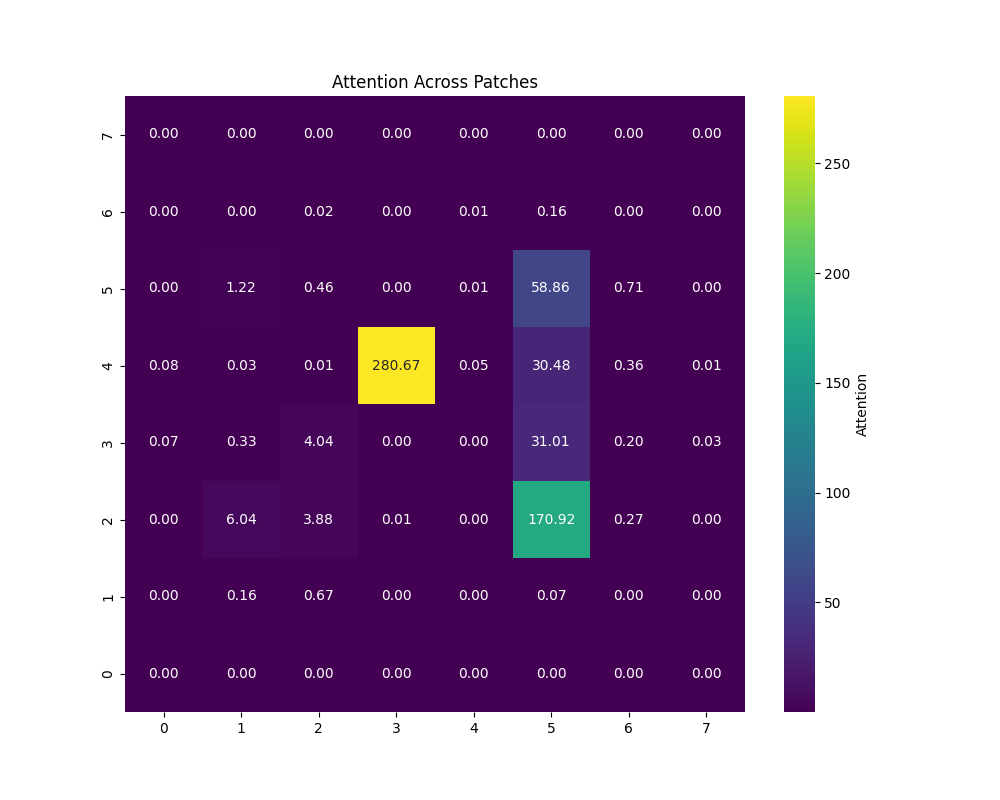 Attention Across Patches
7 0.00 0.00 0.00 0.00 0.00 0.00 0.00 0.00
6 0.00 0.00 0.02 0.00 0.01 0.16 0.00 0.00
5 0.00 1.22 0.46 0.00 0.01 58.86 0.71 0.00
4 0.08 0.03 0.01 280.67 0.05 30.48 0.36 0.01
3 0.07 0.33 4.04 0.00 0.00 31.01 0.20 0.03
2 0.00 6.04 3.88 0.01 0.00 170.92 0.27 0.00
1 0.00 0.16 0.67 0.00 0.00 0.07 0.00 0.00
0 0.00 0.00 0.00 0.00 0.00 0.00 0.00 0.00
0 1 2 3 4 5 6 7
250
200
150
100
50
Attention